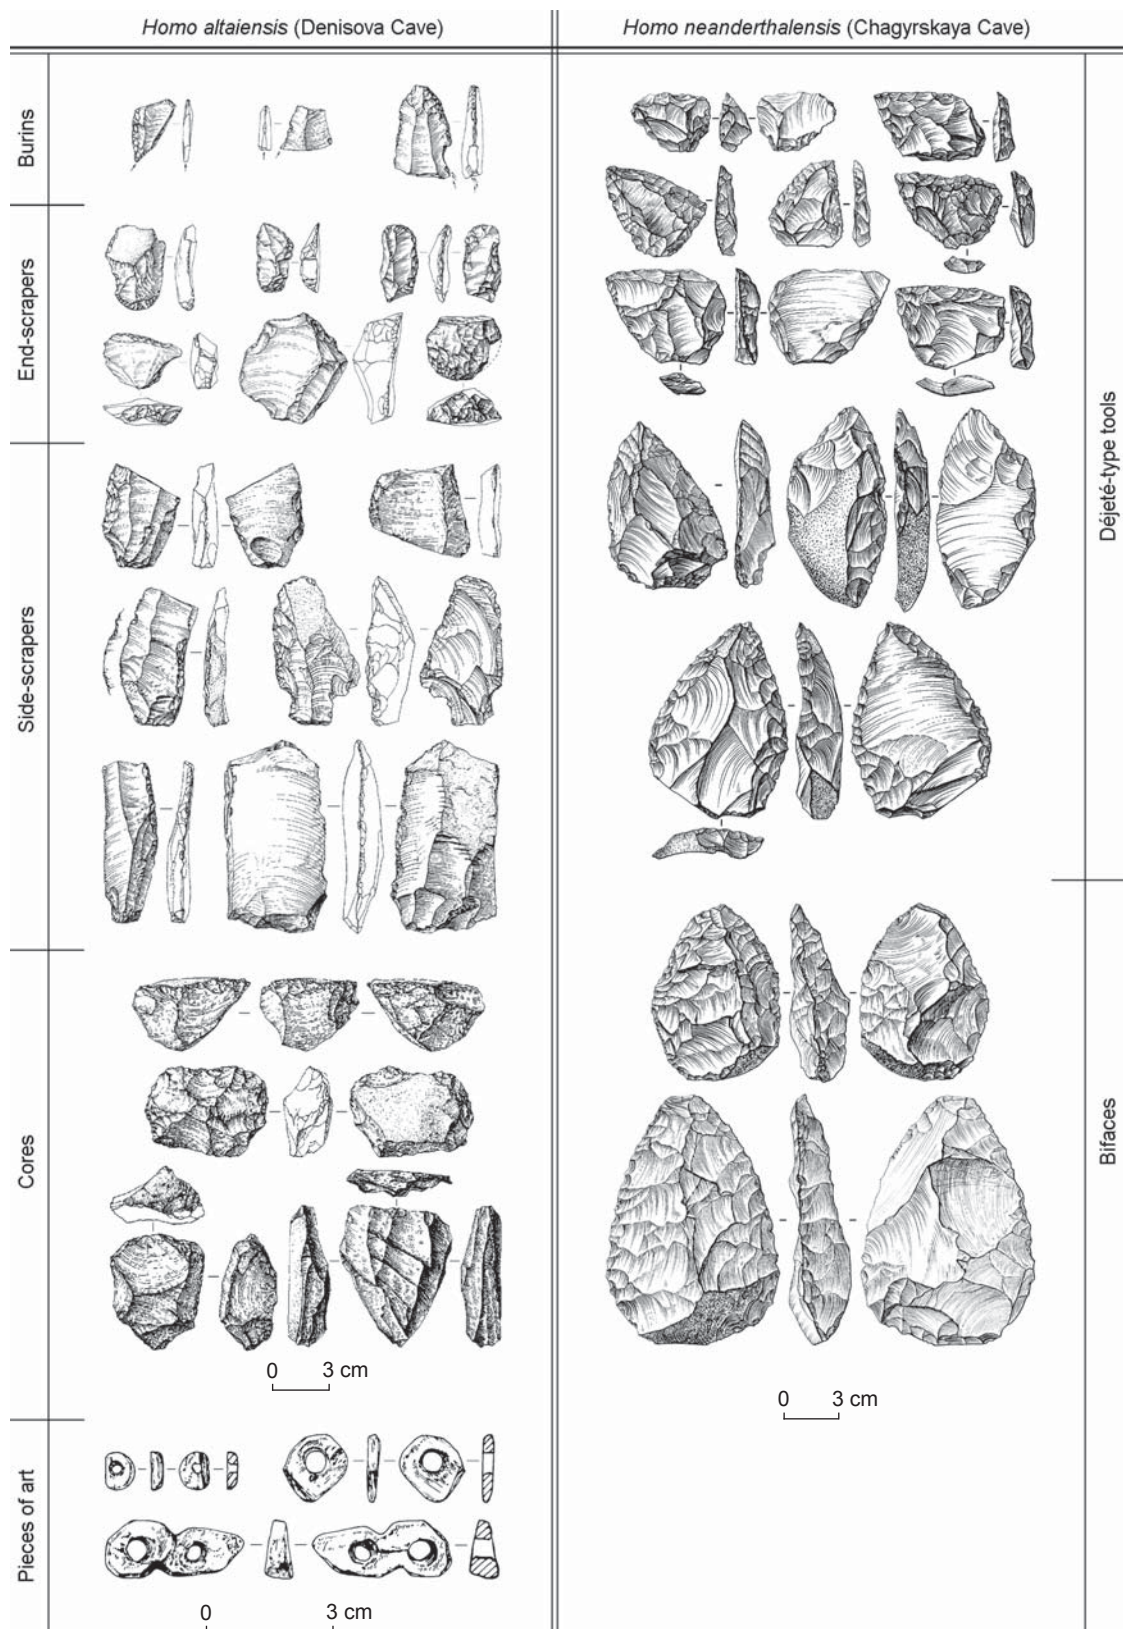 Homo altaiensis (Denisova Cave)
Homo neanderthalensis (Chagyrskaya Cave)
Burins
End-scrapers
Side-scrapers
Cores
0 3 cm
Pieces of art
0 3 cm
Déjeté-type tools
Bifaces
0 3 cm